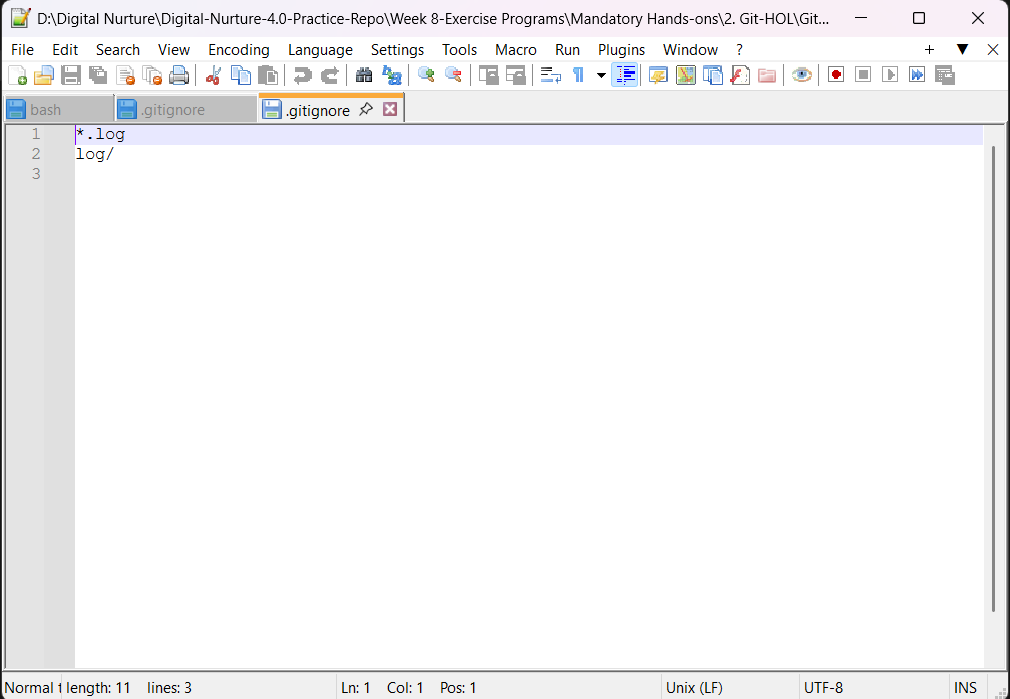 D:\Digital Nurture\Digital-Nurture-4.0-Practice-Repo\Week 8-Exercise Programs\Mandatory Hands-ons\2. Git-HOL\Git...
File Edit Search View Encoding Language Settings Tools Macro Run Plugins Window ? + ▼ X
bash .gitignore .gitignore
1 *.log
2 log/
3
Normal t length: 11 lines: 3 Ln: 1 Col: 1 Pos: 1 Unix (LF) UTF-8 INS